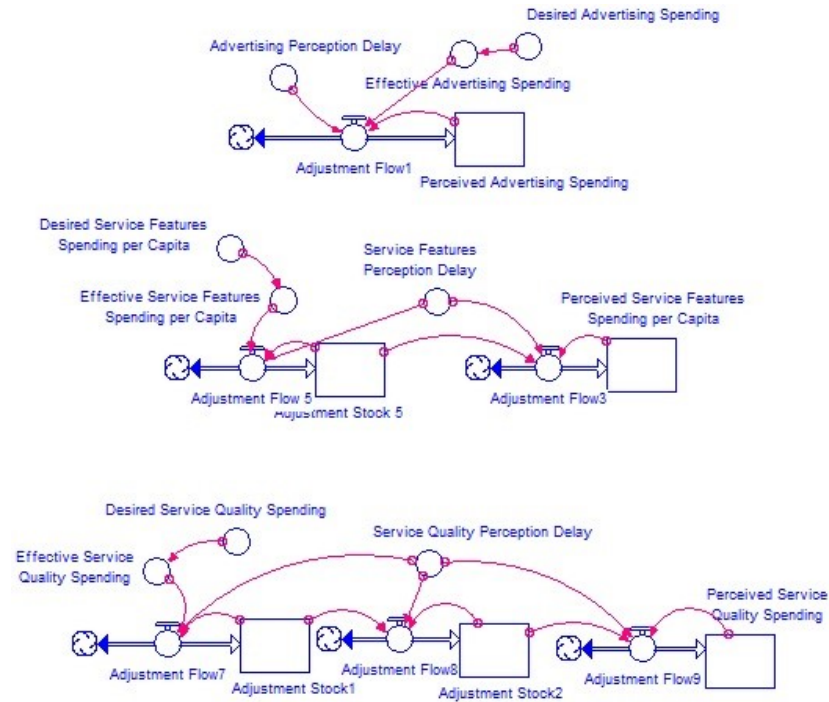 Desired Advertising Spending
Advertising Perception Delay
Effective Advertising Spending
Adjustment Flow1
Perceived Advertising Spending
Desired Service Features
Spending per Capita
Service Features
Perception Delay
Effective Service Features
Spending per Capita
Perceived Service Features
Spending per Capita
Adjustment Flow 5
Adjustment Stock 5
Adjustment Flow3
Desired Service Quality Spending
Service Quality Perception Delay
Effective Service
Quality Spending
Perceived Service
Quality Spending
Adjustment Flow7
Adjustment Stock1
Adjustment Flow8
Adjustment Stock2
Adjustment Flow9